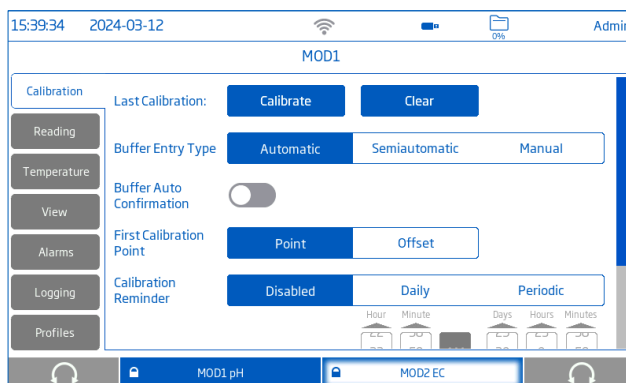 15:39:34 2024-03-12 0% Admin
MOD1
Calibration
Last Calibration: Calibrate Clear
Reading
Buffer Entry Type Automatic Semiautomatic Manual
Temperature
Buffer Auto
Confirmation
View
First Calibration
Point Point Offset
Alarms
Calibration
Reminder Disabled Daily Periodic
Logging
Hour Minute Days Hours Minutes
Profiles
MOD1 pH MOD2 EC